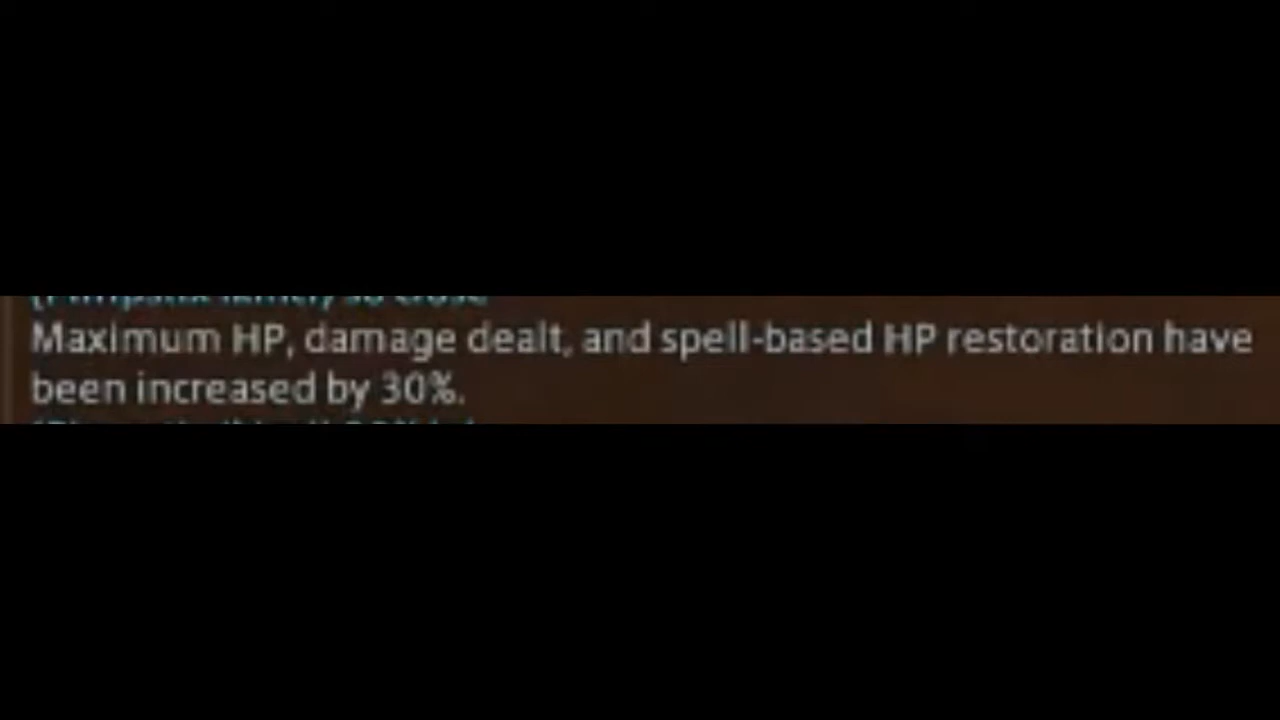 Maximum HP, damage dealt, and spell-based HP restoration have
been increased by 30%.